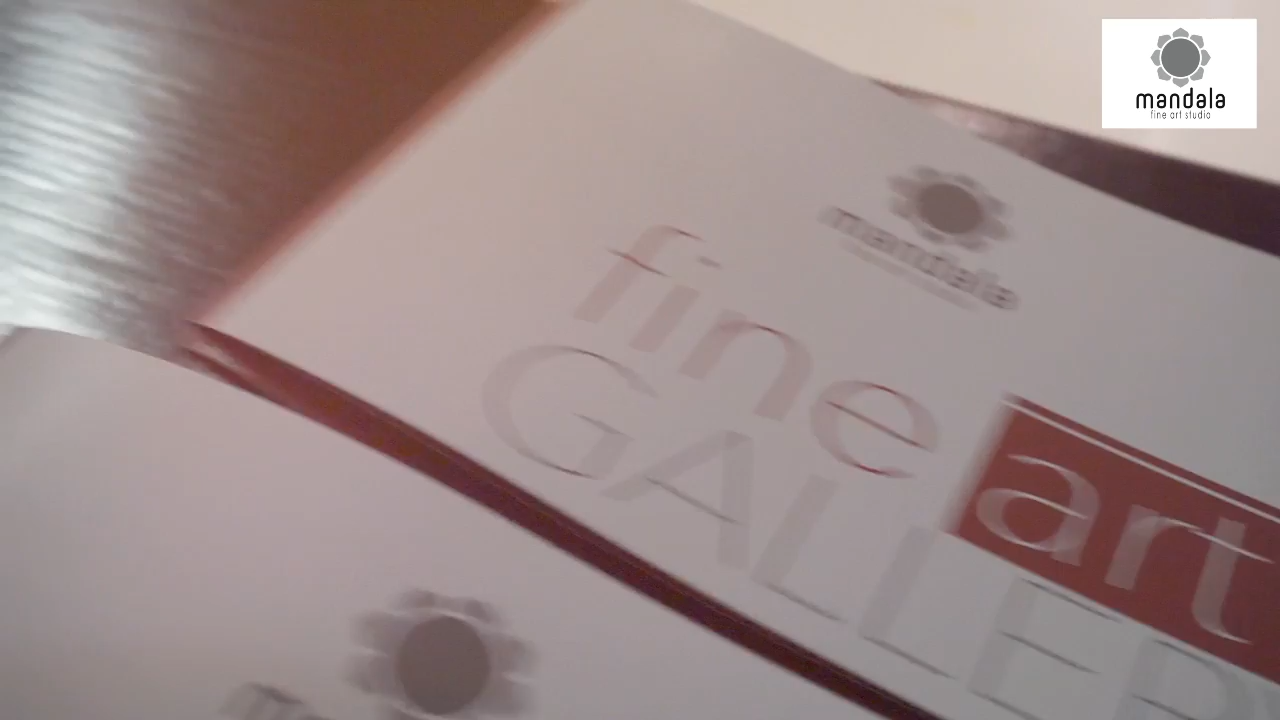 mandala
fine art studio
mandala
fine art
GALLERY